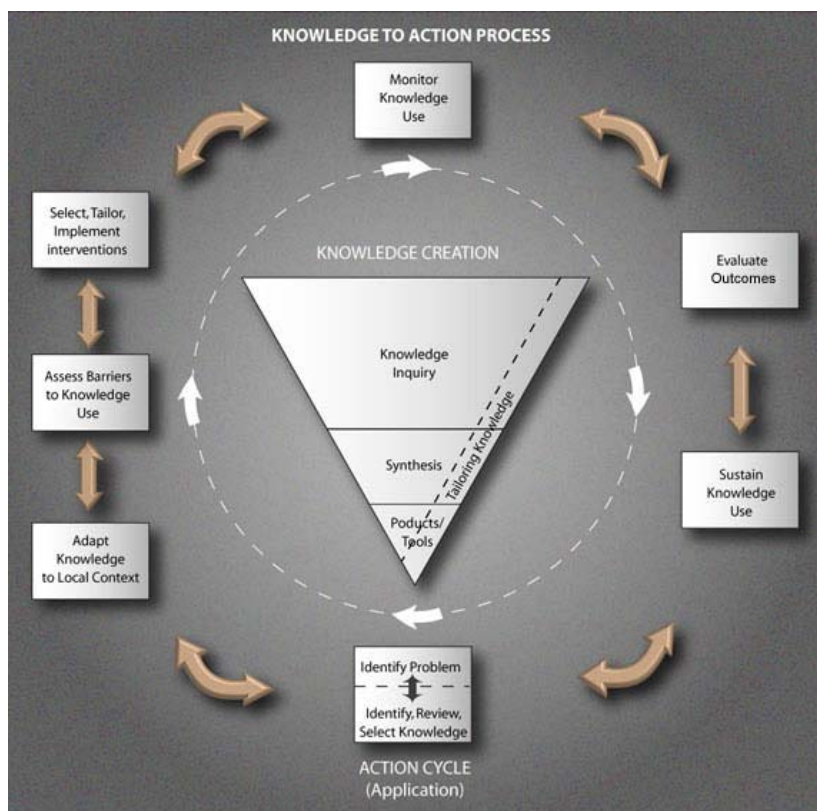 KNOWLEDGE TO ACTION PROCESS
Monitor
Knowledge
Use
Select, Tailor,
Implement
interventions
KNOWLEDGE CREATION
Evaluate
Outcomes
Knowledge
Inquiry
Assess Barriers
to Knowledge
Use
Tailoring Knowledge
Synthesis
Sustain
Knowledge
Use
Poducts/
Tools
Adapt
Knowledge
to Local Context
Identify Problem
Identify, Review,
Select Knowledge
ACTION CYCLE
(Application)